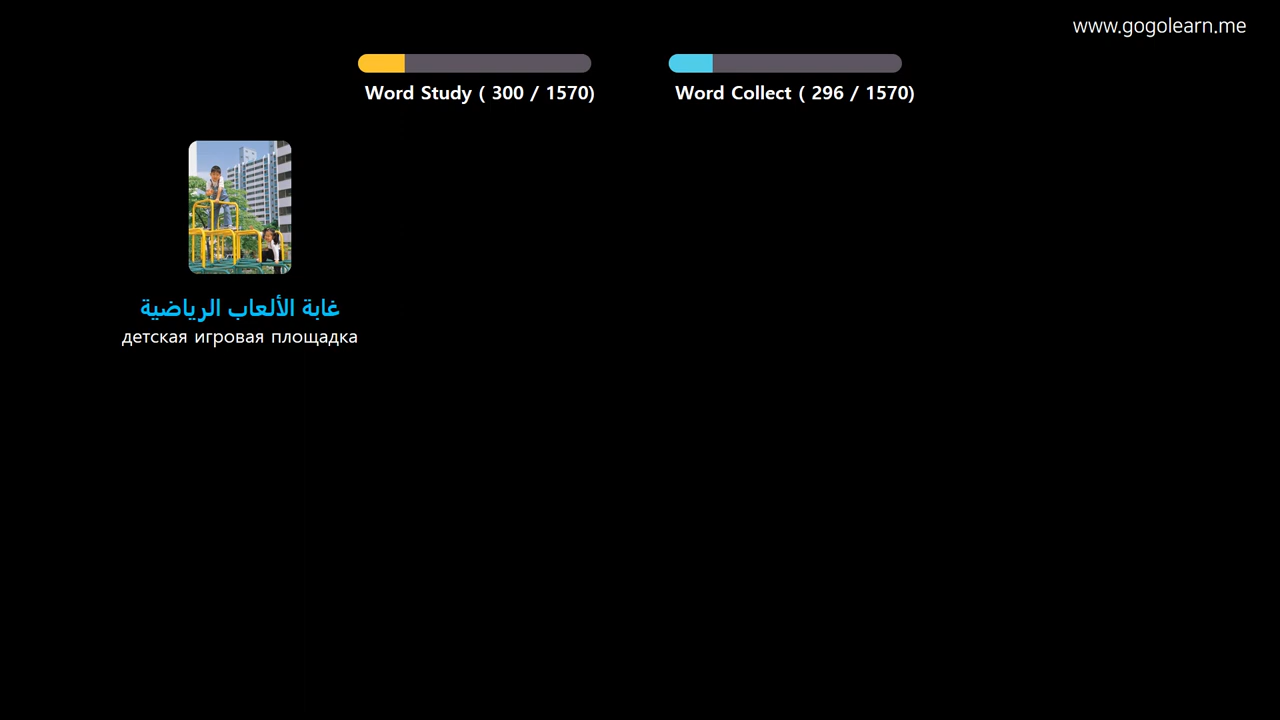 www.gogolearn.me
Word Study ( 300 / 1570)
Word Collect ( 296 / 1570)
غابة الألعاب الرياضية
детская игровая площадка